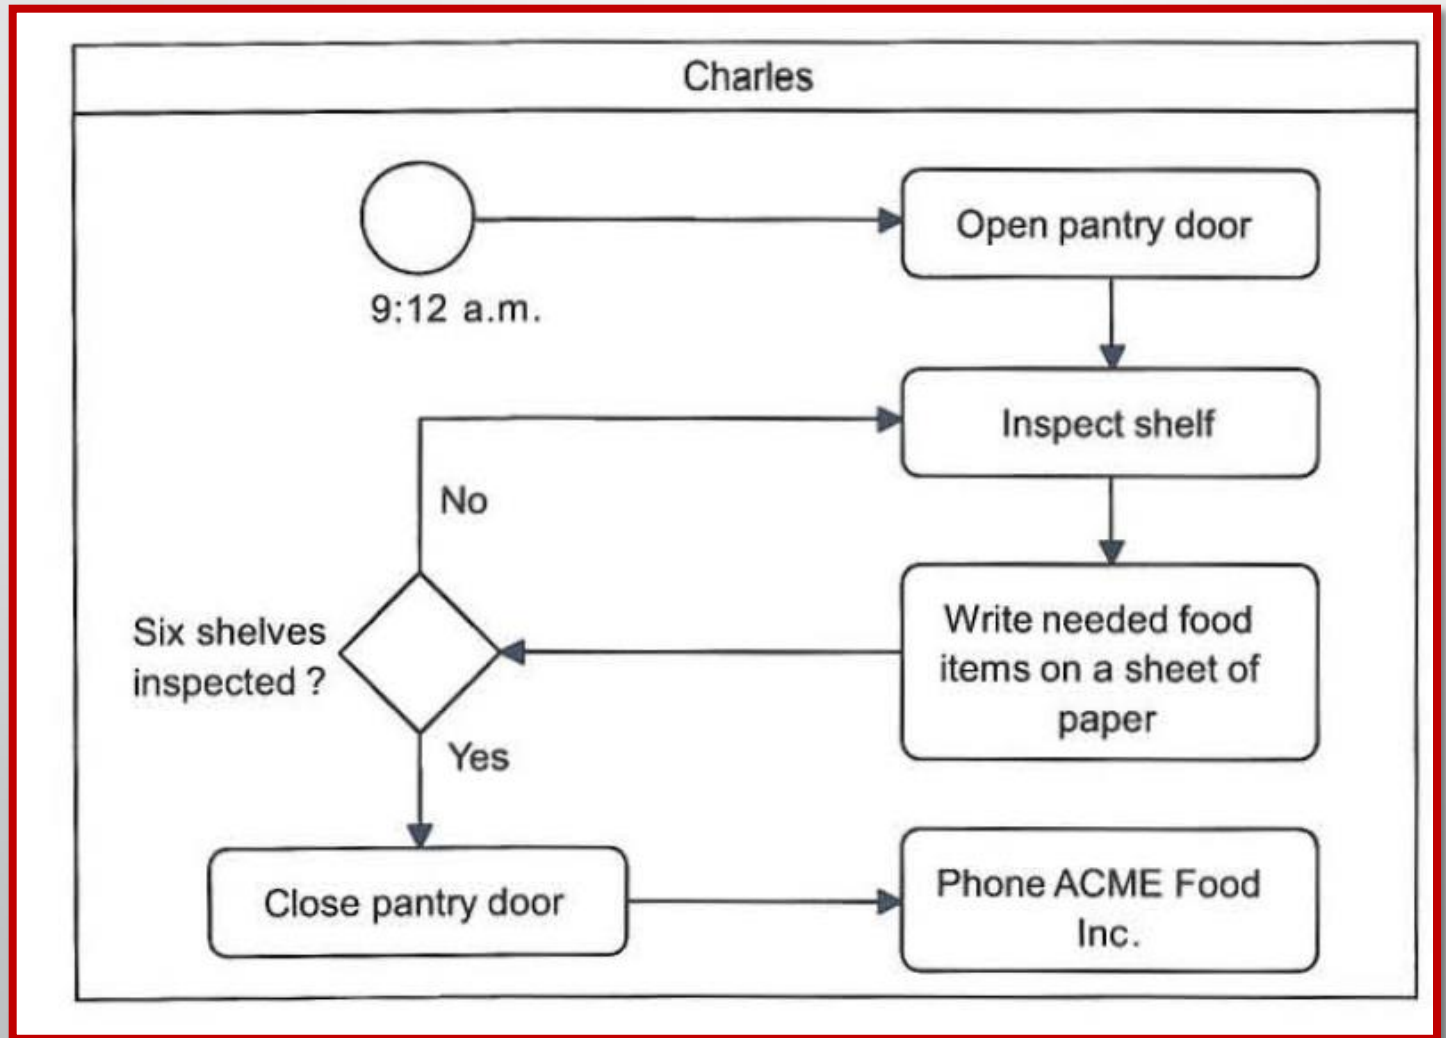 Charles
Open pantry door
9:12 a.m.
Inspect shelf
No
Write needed food
items on a sheet of
paper
Six shelves
inspected ?
Yes
Close pantry door
Phone ACME Food
Inc.